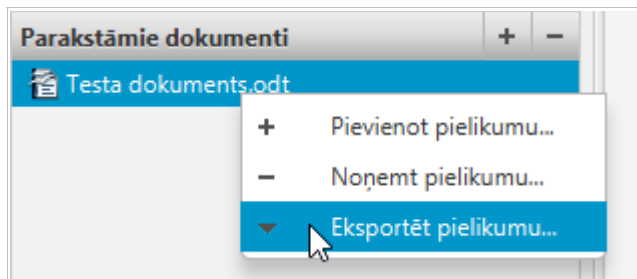 Parakstāmie dokumenti + −
Testa dokuments.odt
+ Pievienot pielikumu...
− Noņemt pielikumu...
Eksportēt pielikumu...